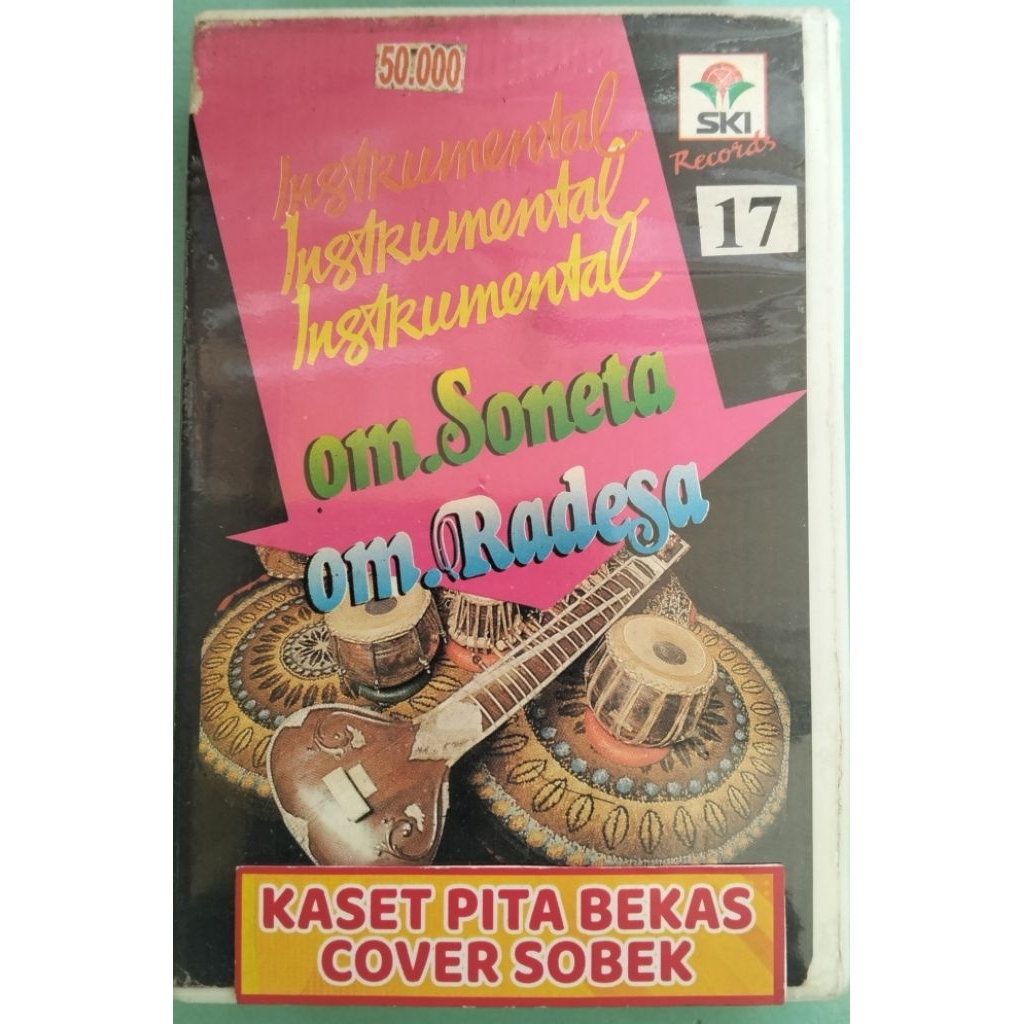 50.000
SKI
Records
17
Instrumental
Instrumental
Instrumental
om.Soneta
om.Radesa
KASET PITA BEKAS
COVER SOBEK